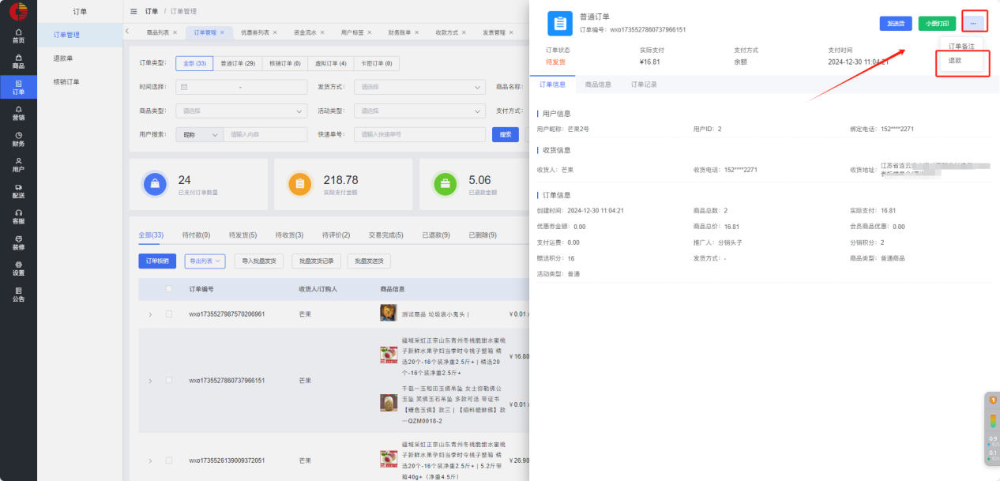 首页
商品
订单
营销
财务
用户
配送
客服
装修
设置
公告
订单
订单管理
退款单
核销订单
订单 / 订单管理
商品列表 ×
订单管理 ×
优惠券列表 ×
资金流水 ×
用户标签 ×
财务账单 ×
收款方式 ×
发票管理 ×
订单类型:
全部 (33)
普通订单 (29)
核销订单 (0)
虚拟订单 (4)
卡密订单 (0)
时间选择:
-
发货方式:
请选择
商品名称:
商品类型:
请选择
活动类型:
请选择
支付方式:
用户搜索:
昵称
请输入内容
快递单号:
请输入快递单号
搜索
24
已支付订单数量
218.78
实际支付金额
5.06
已退款金额
全部(33)
待付款(0)
待发货(5)
待收货(3)
待评价(2)
交易完成(5)
已退款(9)
已删除(9)
订单核销
导出列表
导入批量发货
批量发货记录
批量发送货
订单编号
收货人/订购人
商品信息
wxo1735527987570206961
芒果
测试商品 垃圾袋小鬼头 |
¥ 0.01 x
wxo1735527860737966151
芒果
疆域采虹正宗山东青州冬桃脆甜水蜜桃
子新鲜水果孕妇当季时令桃子整箱 精
选20个-16个装净重2.5斤+ | 精选20
个-16个装净重2.5斤+
¥ 16.80
千载一玉和田玉佛吊坠 女士弥勒佛公
玉坠 笑佛玉石吊坠 多款可选 带证书
【糖色玉佛】款三 | 【细料貔貅佛】款
一QZM0018-2
¥ 0.01 x
wxo1735526139009372051
芒果
疆域采虹正宗山东青州冬桃脆甜水蜜桃
子新鲜水果孕妇当季时令桃子整箱 精
选20个-16个装净重2.5斤+ | 5.2斤带
箱40g+（净重4.5斤）
¥ 26.90
普通订单
订单编号: wxo1735527860737966151
发送货
小票打印
...
订单备注
退款
订单状态
待发货
实际支付
¥16.81
支付方式
余额
支付时间
2024-12-30 11:04:21
订单信息
商品信息
订单记录
用户信息
用户昵称: 芒果2号
用户ID: 2
绑定电话: 152****2271
收货信息
收货人: 芒果
收货电话: 152****2271
收货地址:
江苏省连云
订单信息
创建时间: 2024-12-30 11:04:21
商品总数: 2
实际支付: 16.81
优惠券金额: 0.00
商品总价: 16.81
会员商品优惠: 0.00
支付运费: 0.00
推广人: 分销头子
分销积分: 2
赠送积分: 16
发货方式: -
商品类型: 普通商品
活动类型: 普通
0.9
0.1